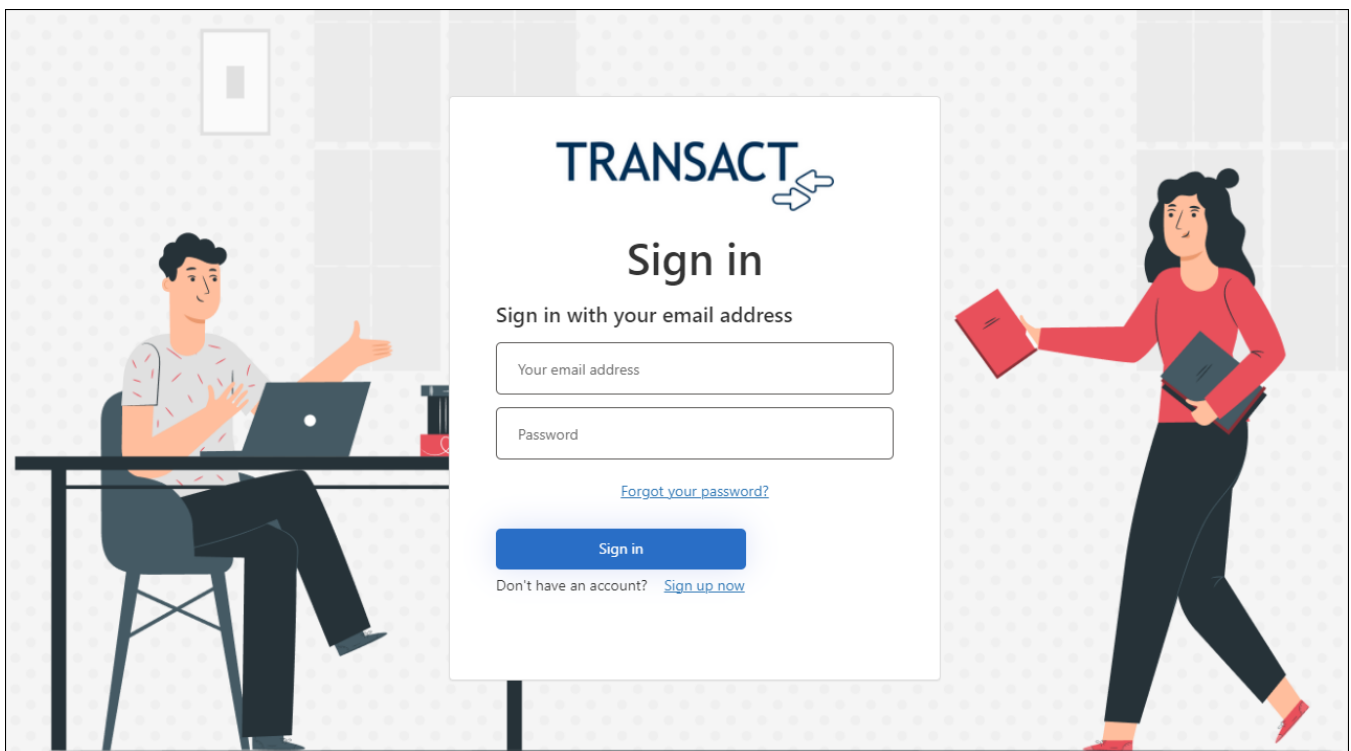 TRANSACT
Sign in
Sign in with your email address
Your email address
Password
Forgot your password?
Sign in
Don't have an account? Sign up now